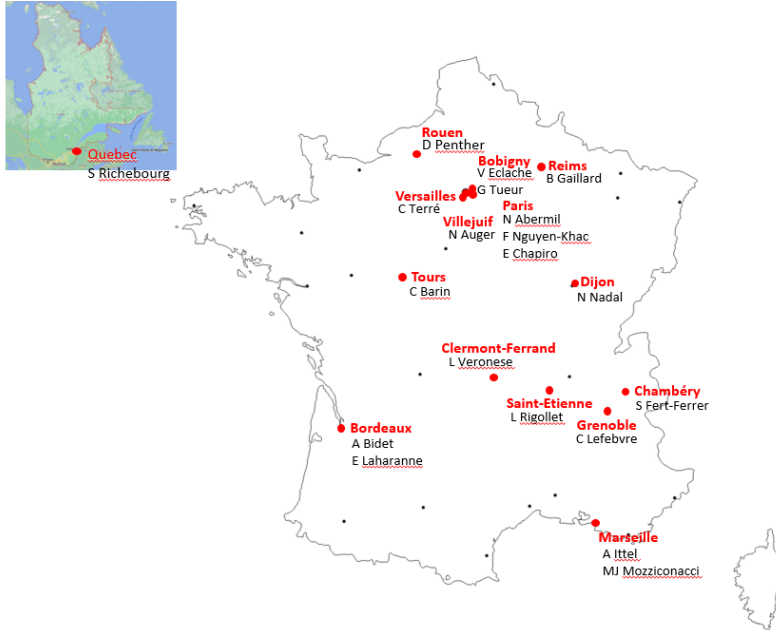 Quebec
S Richebourg
Rouen
D Penther
Bobigny
V Eclache
G Tueur
Reims
B Gaillard
Versailles
C Terré
Paris
N Abermil
F Nguyen-Khac
E Chapiro
Villejuif
N Auger
Tours
C Barin
Dijon
N Nadal
Clermont-Ferrand
L Veronese
Chambéry
S Fert-Ferrer
Saint-Etienne
L Rigollet
Grenoble
C Lefebvre
Bordeaux
A Bidet
E Laharanne
Marseille
A Ittel
MJ Mozziconacci